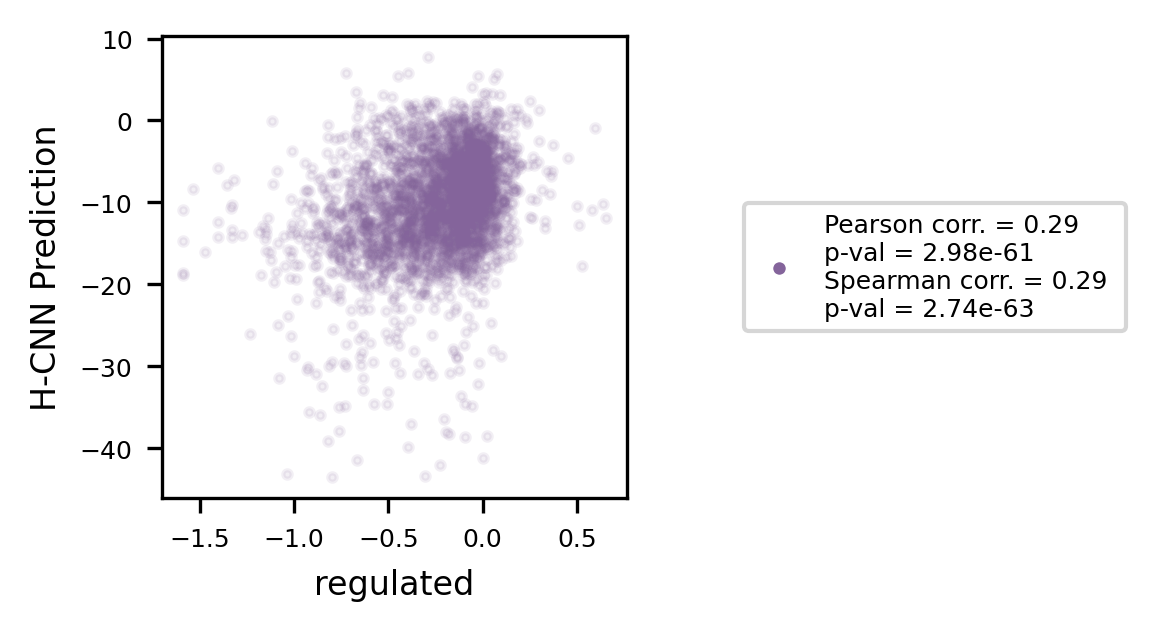 10
0
−10
−20
−30
−40
H-CNN Prediction
−1.5
−1.0
−0.5
0.0
0.5
regulated
Pearson corr. = 0.29
p-val = 2.98e-61
Spearman corr. = 0.29
p-val = 2.74e-63